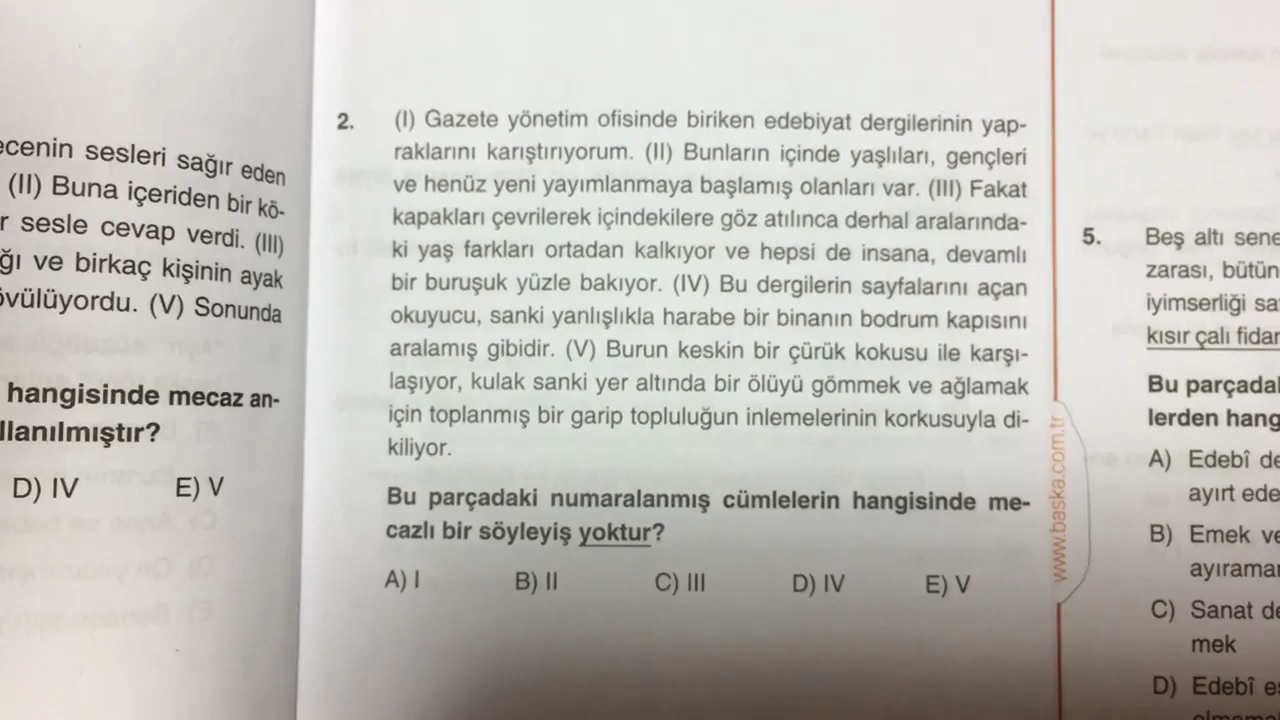 ecenin sesleri sağır eden
(II) Buna içeriden bir kö-
r sesle cevap verdi. (III)
ğı ve birkaç kişinin ayak
övülüyordu. (V) Sonunda
hangisinde mecaz an-
llanılmıştır?
D) IV E) V
2. (I) Gazete yönetim ofisinde biriken edebiyat dergilerinin yap-
raklarını karıştırıyorum. (II) Bunların içinde yaşlıları, gençleri
ve henüz yeni yayımlanmaya başlamış olanları var. (III) Fakat
kapakları çevrilerek içindekilere göz atılınca derhal aralarında-
ki yaş farkları ortadan kalkıyor ve hepsi de insana, devamlı
bir buruşuk yüzle bakıyor. (IV) Bu dergilerin sayfalarını açan
okuyucu, sanki yanlışlıkla harabe bir binanın bodrum kapısını
aralamış gibidir. (V) Burun keskin bir çürük kokusu ile karşı-
laşıyor, kulak sanki yer altında bir ölüyü gömmek ve ağlamak
için toplanmış bir garip topluluğun inlemelerinin korkusuyla di-
kiliyor.
Bu parçadaki numaralanmış cümlelerin hangisinde me-
cazlı bir söyleyiş yoktur?
A) I B) II C) III D) IV E) V
www.baska.com.tr
5. Beş altı sene
zarası, bütün
iyimserliği sa
kısır çalı fidan
Bu parçadal
lerden hang
A) Edebî de
ayırt ede
B) Emek ve
ayıramam
C) Sanat de
mek
D) Edebî es